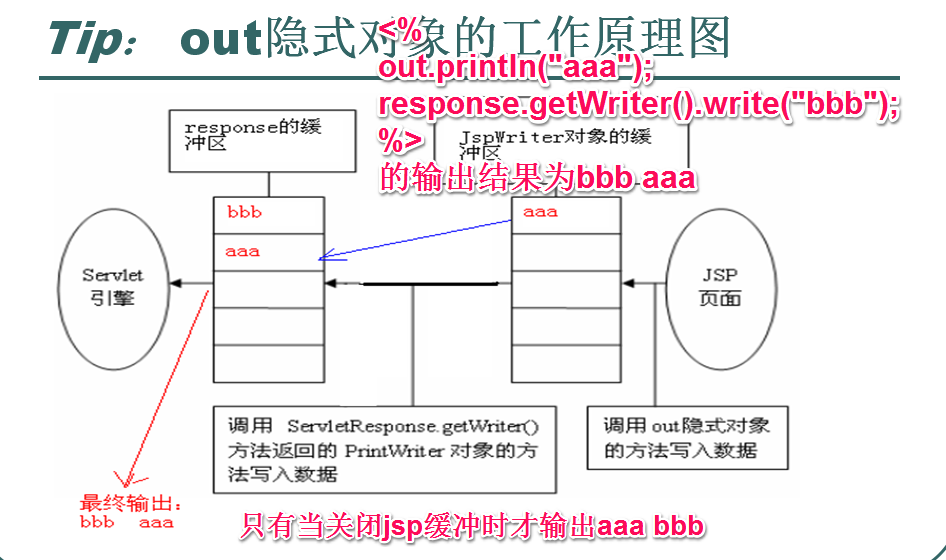 Tip： out隐式对象的工作原理图
<%
out.println("aaa");
response.getWriter().write("bbb");
%>
的输出结果为bbb aaa
response的缓
冲区
JspWriter对象的缓
冲区
bbb
aaa
aaa
Servlet
引擎
JSP
页面
调用 ServletResponse.getWriter()
方法返回的 PrintWriter 对象的方
法写入数据
调用 out隐式对象
的方法写入数据
最终输出：
bbb aaa
只有当关闭jsp缓冲时才输出aaa bbb